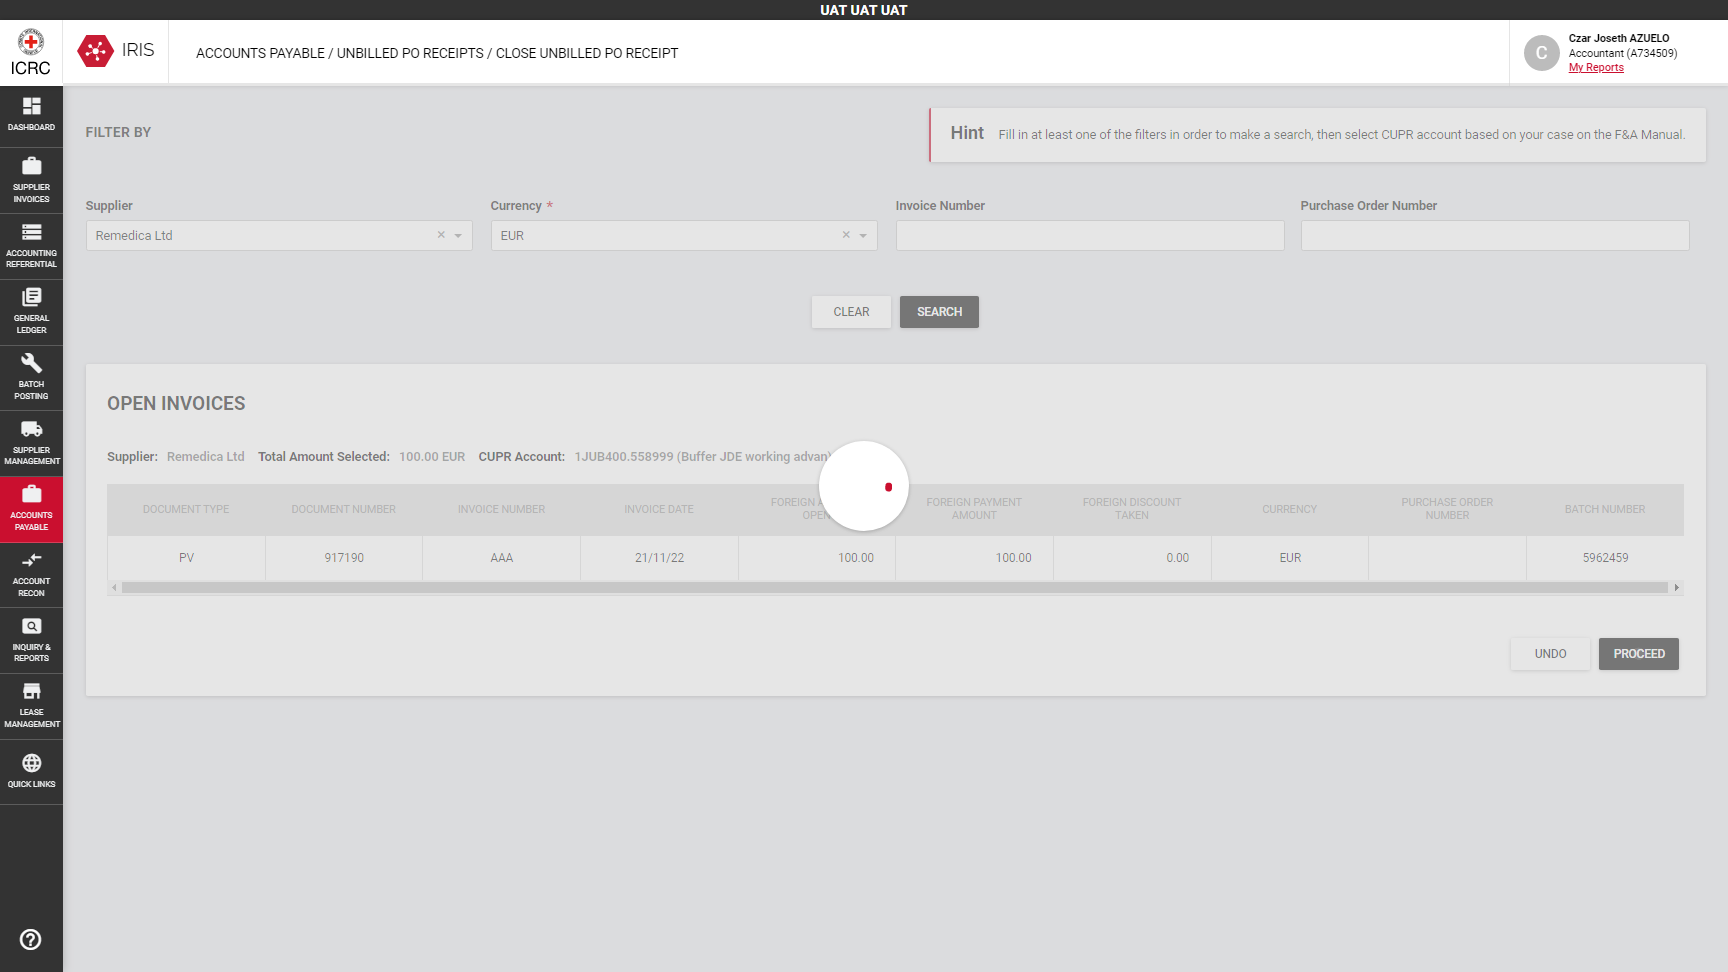 UAT UAT UAT
ICRC
IRIS
ACCOUNTS PAYABLE / UNBILLED PO RECEIPTS / CLOSE UNBILLED PO RECEIPT
C
Czar Joseth AZUELO
Accountant (A734509)
My Reports
DASHBOARD
SUPPLIER
INVOICES
ACCOUNTING
REFERENTIAL
GENERAL
LEDGER
BATCH
POSTING
SUPPLIER
MANAGEMENT
ACCOUNTS
PAYABLE
ACCOUNT
RECON
INQUIRY &
REPORTS
LEASE
MANAGEMENT
QUICK LINKS
FILTER BY
Hint Fill in at least one of the filters in order to make a search, then select CUPR account based on your case on the F&A Manual.
Supplier Currency * Invoice Number Purchase Order Number
Remedica Ltd × EUR ×
CLEAR SEARCH
OPEN INVOICES
Supplier: Remedica Ltd Total Amount Selected: 100.00 EUR CUPR Account: 1JUB400.558999 (Buffer JDE working advan)
DOCUMENT TYPE DOCUMENT NUMBER INVOICE NUMBER INVOICE DATE FOREIGN OPEN FOREIGN PAYMENT AMOUNT FOREIGN DISCOUNT TAKEN CURRENCY PURCHASE ORDER NUMBER BATCH NUMBER
PV 917190 AAA 21/11/22 100.00 100.00 0.00 EUR 5962459
UNDO PROCEED